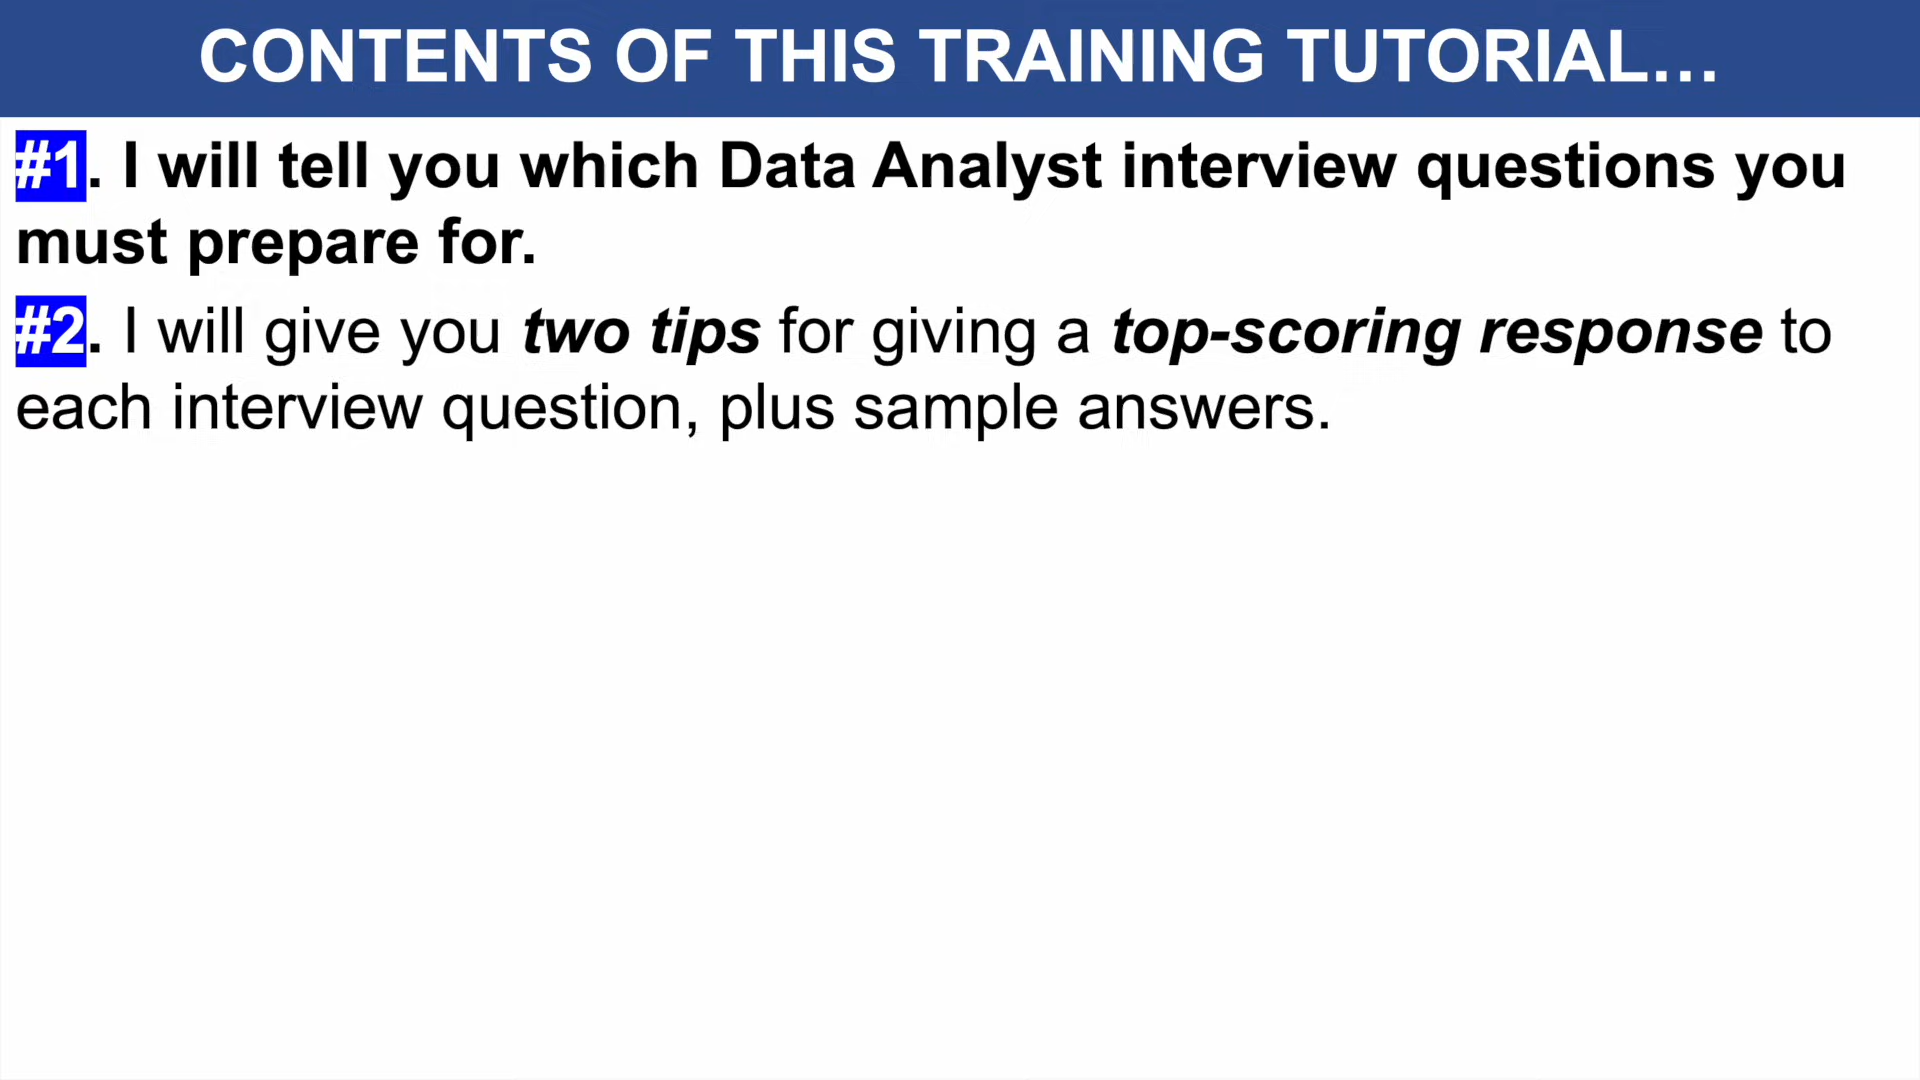 CONTENTS OF THIS TRAINING TUTORIAL…
#1. I will tell you which Data Analyst interview questions you
must prepare for.
#2. I will give you two tips for giving a top-scoring response to
each interview question, plus sample answers.